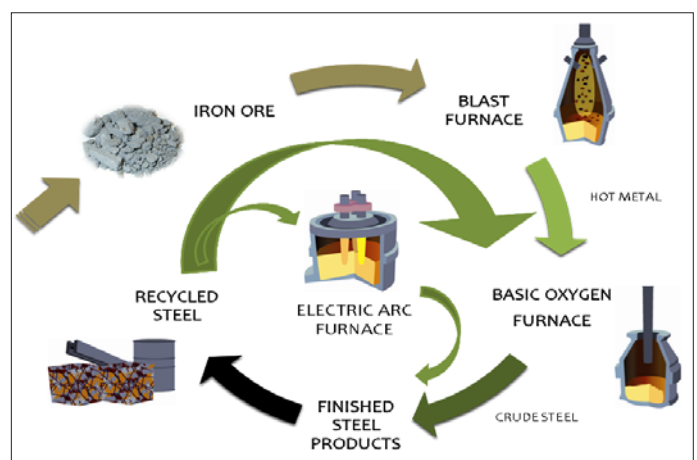 IRON ORE
BLAST
FURNACE
HOT METAL
RECYCLED
STEEL
ELECTRIC ARC
FURNACE
BASIC OXYGEN
FURNACE
FINISHED
STEEL
PRODUCTS
CRUDE STEEL